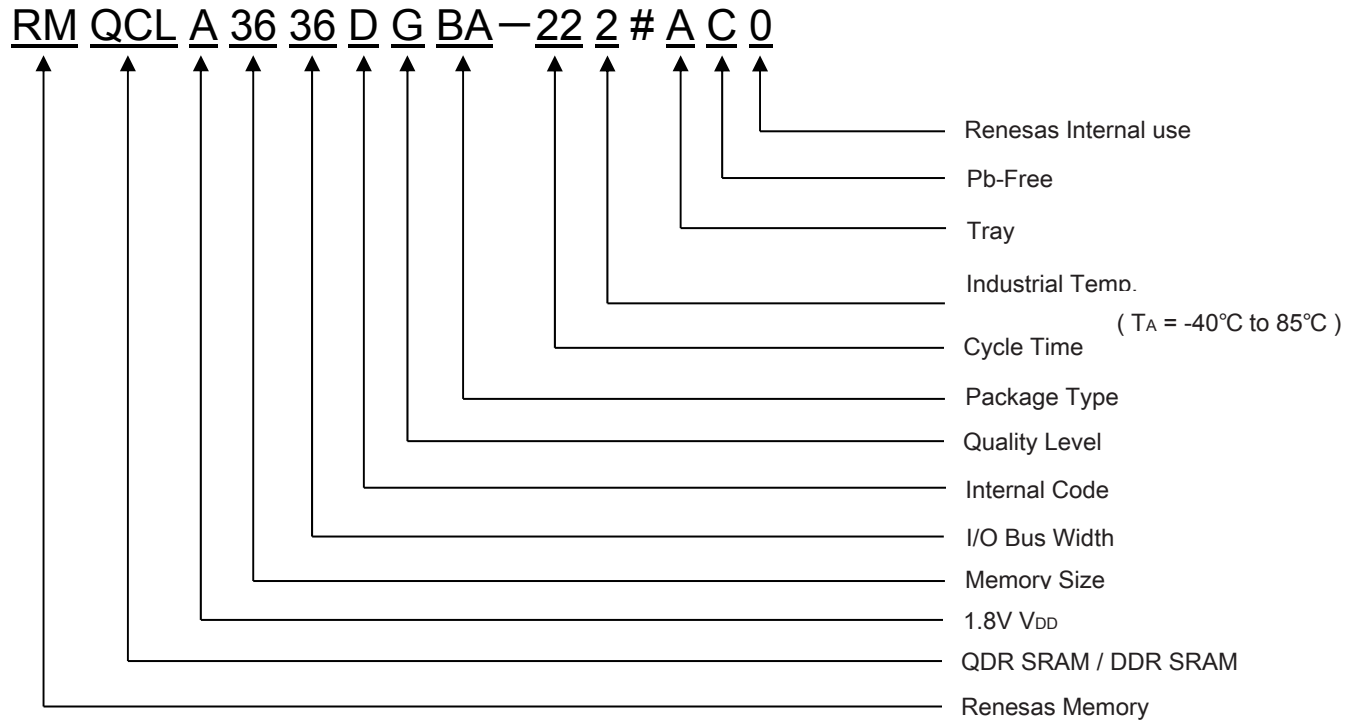 RM QCL A 36 36 D G BA－22 2 # A C 0
Renesas Internal use
Pb-Free
Tray
Industrial Temp.
( TA = -40℃ to 85℃ )
Cycle Time
Package Type
Quality Level
Internal Code
I/O Bus Width
Memory Size
1.8V VDD
QDR SRAM / DDR SRAM
Renesas Memory